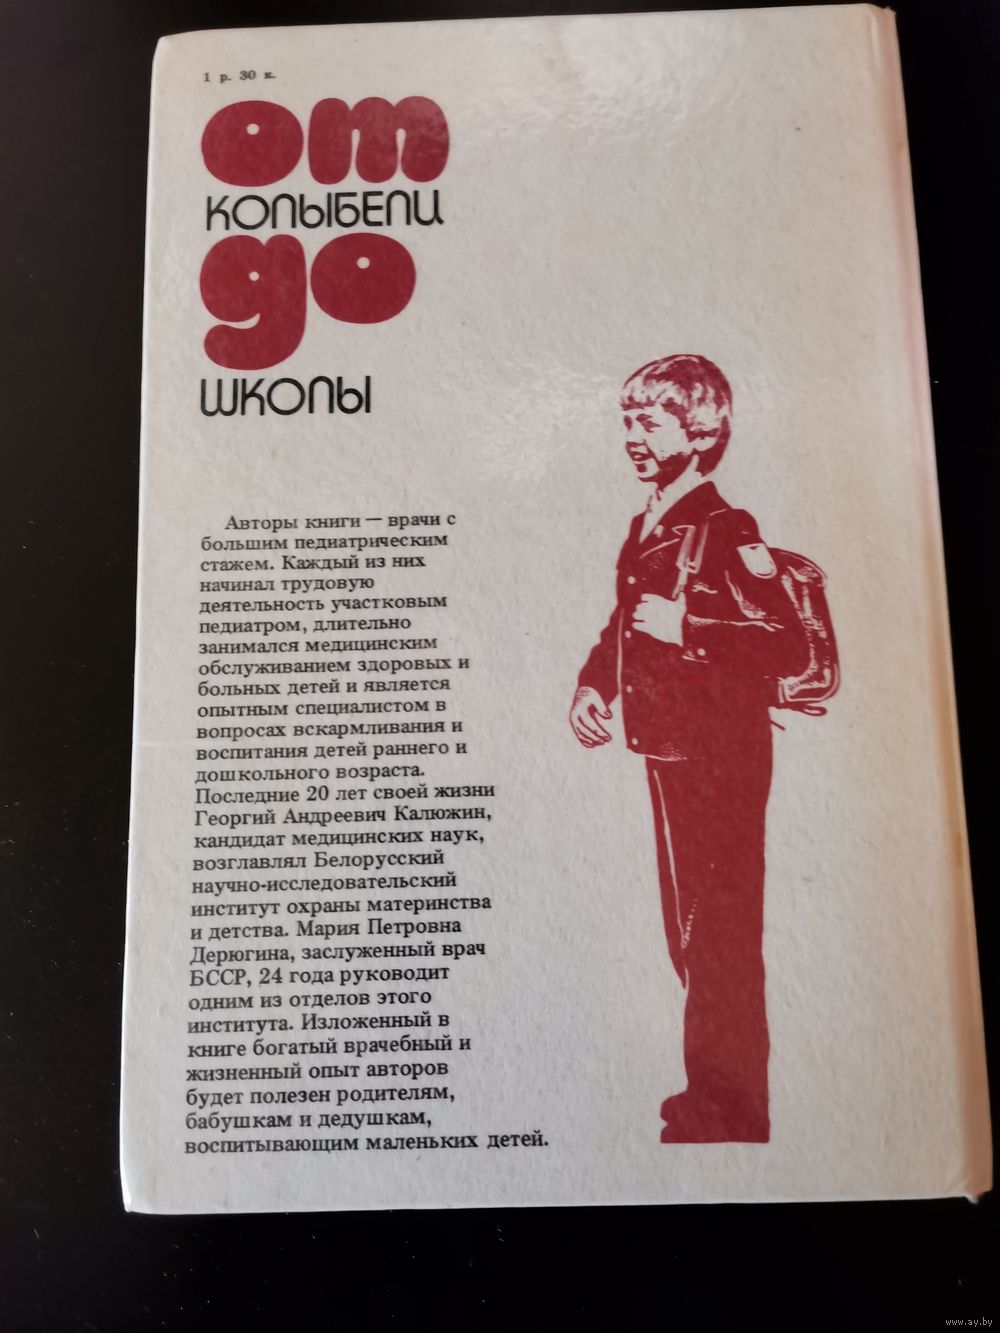 1 р. 30 к.
от
колыбели
до
школы
Авторы книги — врачи с
большим педиатрическим
стажем. Каждый из них
начинал трудовую
деятельность участковым
педиатром, длительно
занимался медицинским
обслуживанием здоровых и
больных детей и является
опытным специалистом в
вопросах вскармливания и
воспитания детей раннего и
дошкольного возраста.
Последние 20 лет своей жизни
Георгий Андреевич Калюжин,
кандидат медицинских наук,
возглавлял Белорусский
научно-исследовательский
институт охраны материнства
и детства. Мария Петровна
Дерюгина, заслуженный врач
БССР, 24 года руководит
одним из отделов этого
института. Изложенный в
книге богатый врачебный и
жизненный опыт авторов
будет полезен родителям,
бабушкам и дедушкам,
воспитывающим маленьких детей.
www.ay.by